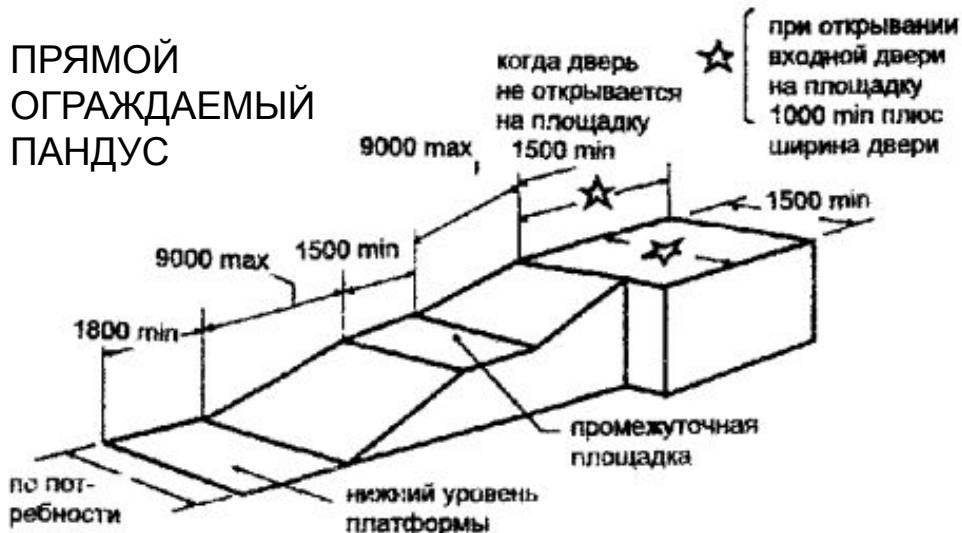 ПРЯМОЙ
ОГРАЖДАЕМЫЙ
ПАНДУС
когда дверь
не открывается
на площадку
1500 min
при открывании
входной двери
на площадку
1000 min плюс
ширина двери
9000 max
1500 min
1500 min
9000 max
1800 min
промежуточная
площадка
по пот-
ребности
нижний уровень
платформы